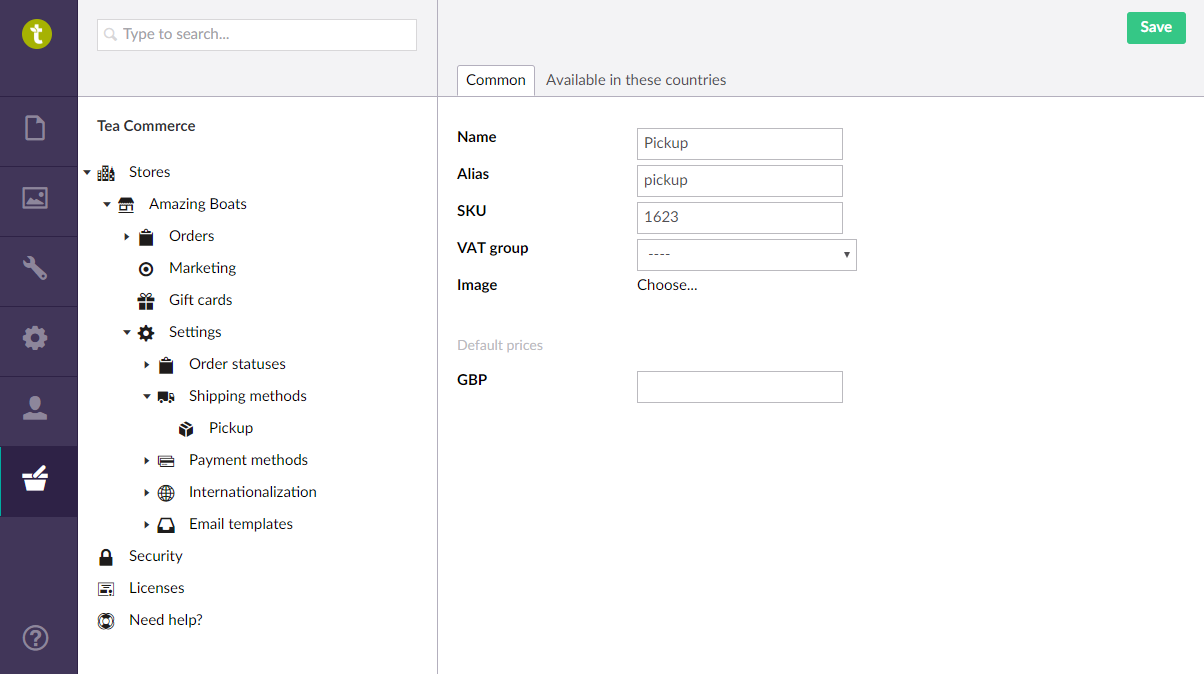 t
Type to search...
Save
Common
Available in these countries
Tea Commerce
Stores
Amazing Boats
Orders
Marketing
Gift cards
Settings
Order statuses
Shipping methods
Pickup
Payment methods
Internationalization
Email templates
Security
Licenses
Need help?
?
Name
Pickup
Alias
pickup
SKU
1623
VAT group
----
Image
Choose...
Default prices
GBP